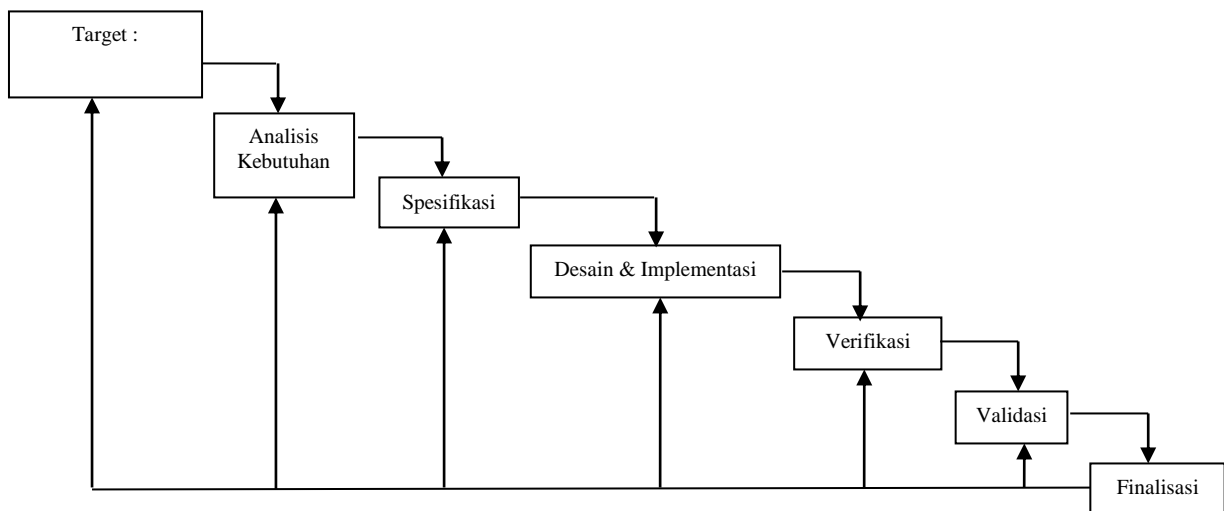 Target :
Analisis
Kebutuhan
Spesifikasi
Desain & Implementasi
Verifikasi
Validasi
Finalisasi